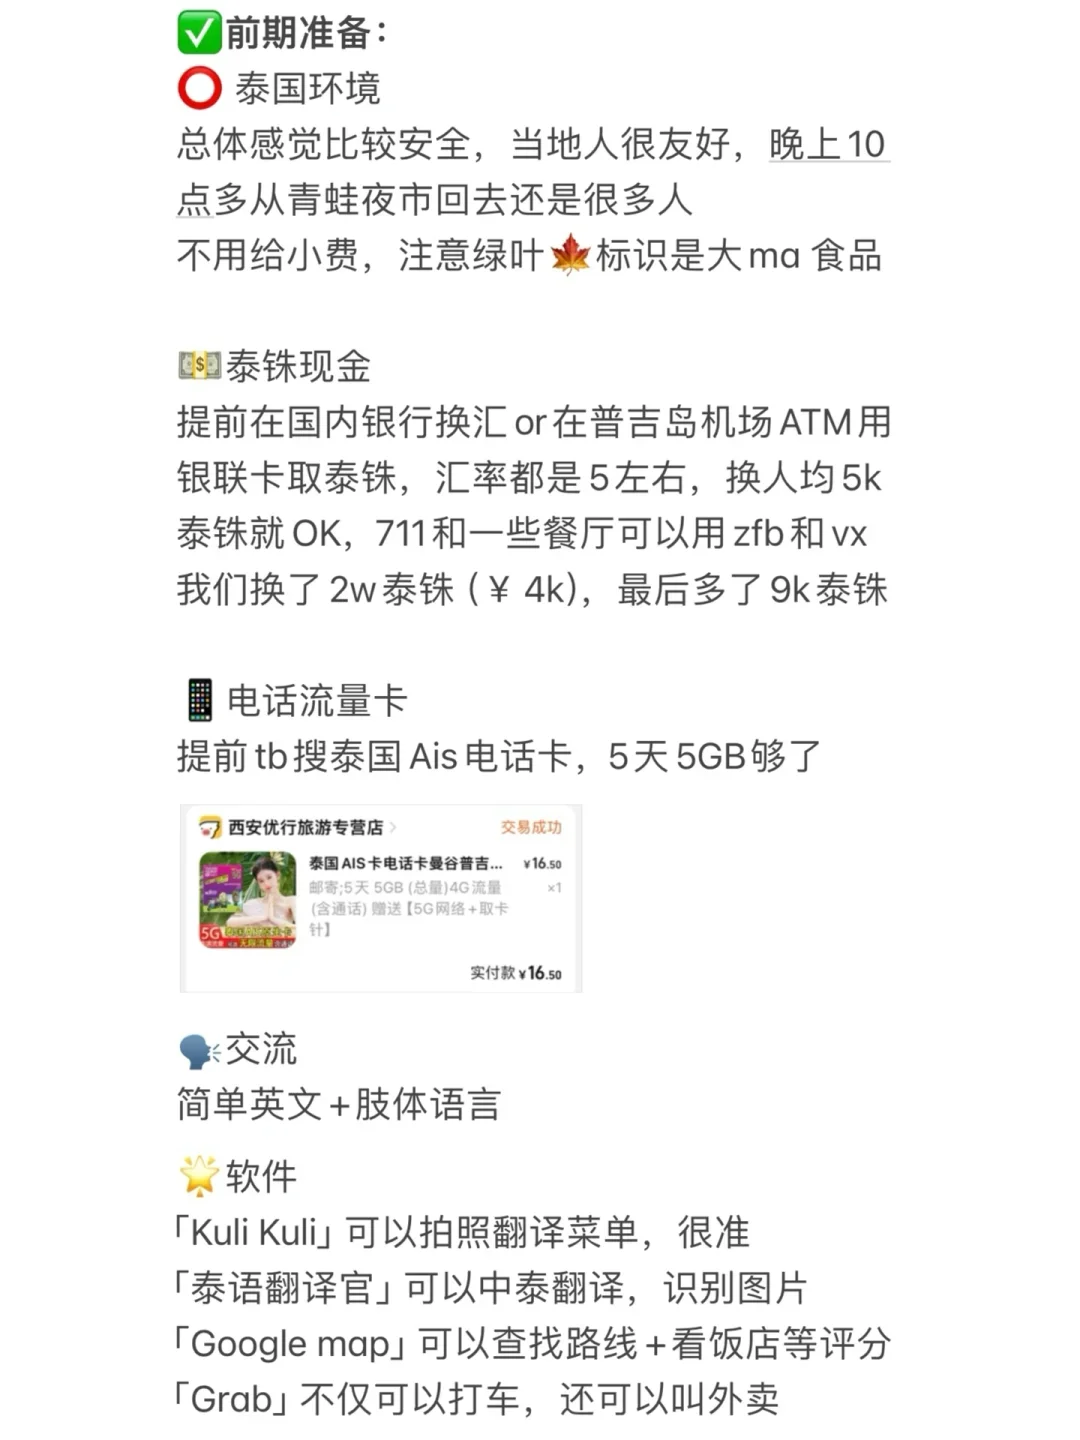 ✅前期准备：
⭕ 泰国环境
总体感觉比较安全，当地人很友好，晚上10
点多从青蛙夜市回去还是很多人
不用给小费，注意绿叶🍁标识是大ma 食品
💵泰铢现金
提前在国内银行换汇or在普吉岛机场ATM用
银联卡取泰铢，汇率都是5左右，换人均5k
泰铢就OK，711和一些餐厅可以用zfb和vx
我们换了2w泰铢（￥4k)，最后多了9k泰铢
📱电话流量卡
提前tb搜泰国Ais电话卡，5天5GB够了
西安优行旅游专营店> 交易成功
泰国AIS卡电话卡曼谷普吉... ¥16.50
邮寄;5天 5GB (总量)4G流量 ×1
(含通话) 赠送【5G网络+取卡
针】
5G
实付款¥16.50
🗣交流
简单英文+肢体语言
🌟软件
「Kuli Kuli」可以拍照翻译菜单，很准
「泰语翻译官」可以中泰翻译，识别图片
「Google map」可以查找路线+看饭店等评分
「Grab」不仅可以打车，还可以叫外卖